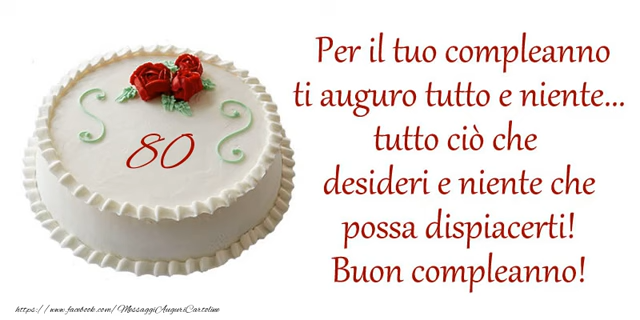 Per il tuo compleanno
ti auguro tutto e niente...
tutto ciò che
desideri e niente che
possa dispiacerti!
Buon compleanno!
80
https://www.facebook.com/MessaggiAuguriCartoline